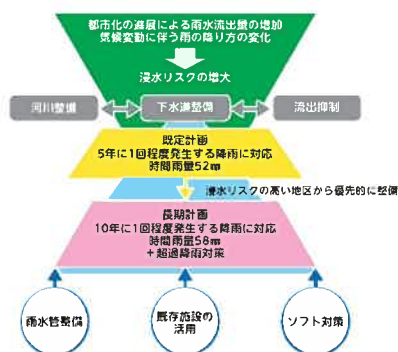 都市化の進展による雨水流出量の増加
気候変動に伴う雨の降り方の変化
浸水リスクの増大
河川整備
下水道整備
流出抑制
既定計画
5年に1回程度発生する降雨に対応
時間雨量52㎜
浸水リスクの高い地区から優先的に整備
長期計画
10年に1回程度発生する降雨に対応
時間雨量58㎜
+超過降雨対策
雨水管整備
既存施設の
活用
ソフト対策